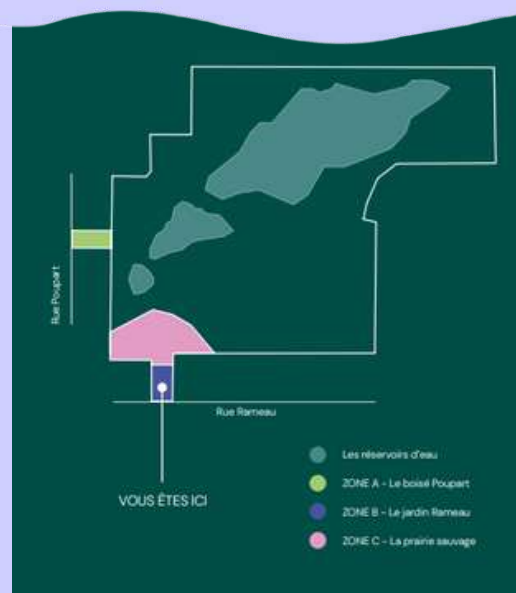 Rue Poupart
Rue Rameau
VOUS ÊTES ICI
Les réservoirs d'eau
ZONE A - Le boisé Poupart
ZONE B - Le jardin Rameau
ZONE C - La prairie sauvage